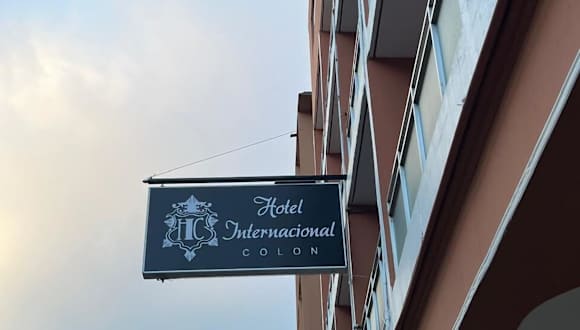 HC
Hotel
Internacional
COLON